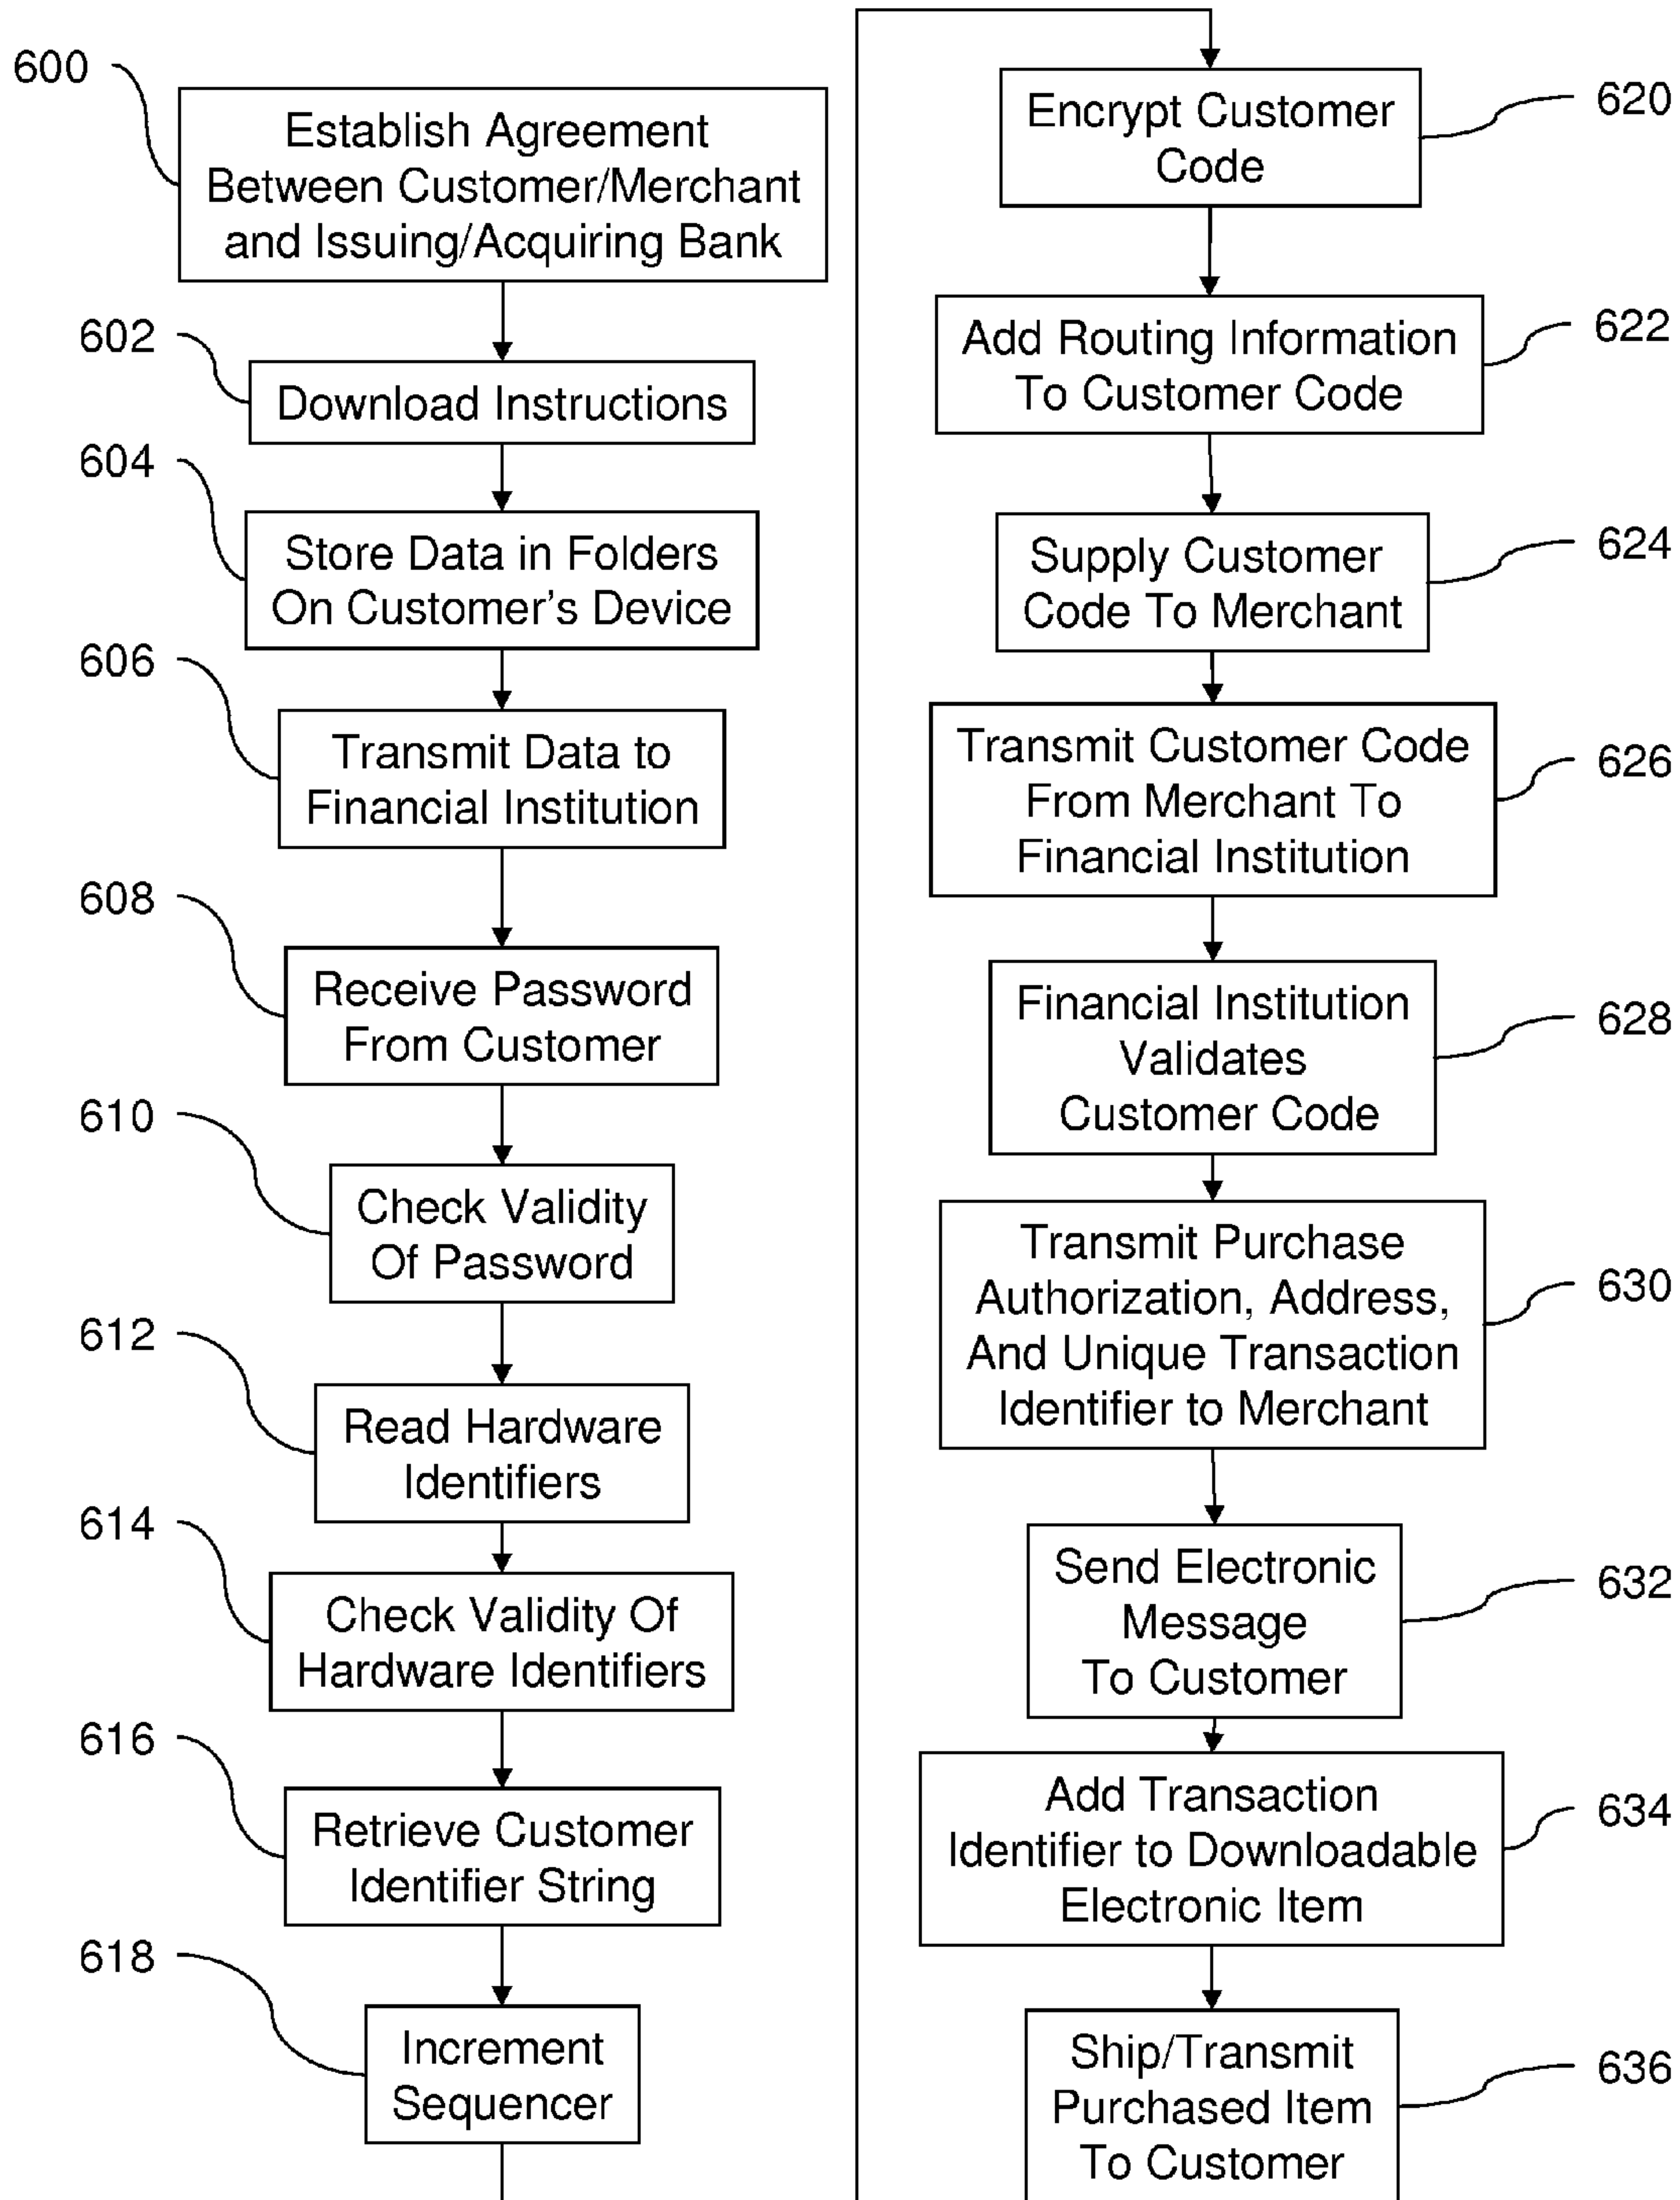 600
Establish Agreement
Between Customer/Merchant
and Issuing/Acquiring Bank
602
Download Instructions
604
Store Data in Folders
On Customer's Device
606
Transmit Data to
Financial Institution
608
Receive Password
From Customer
610
Check Validity
Of Password
612
Read Hardware
Identifiers
614
Check Validity Of
Hardware Identifiers
616
Retrieve Customer
Identifier String
618
Increment
Sequencer
Encrypt Customer
Code
620
Add Routing Information
To Customer Code
622
Supply Customer
Code To Merchant
624
Transmit Customer Code
From Merchant To
Financial Institution
626
Financial Institution
Validates
Customer Code
628
Transmit Purchase
Authorization, Address,
And Unique Transaction
Identifier to Merchant
630
Send Electronic
Message
To Customer
632
Add Transaction
Identifier to Downloadable
Electronic Item
634
Ship/Transmit
Purchased Item
To Customer
636